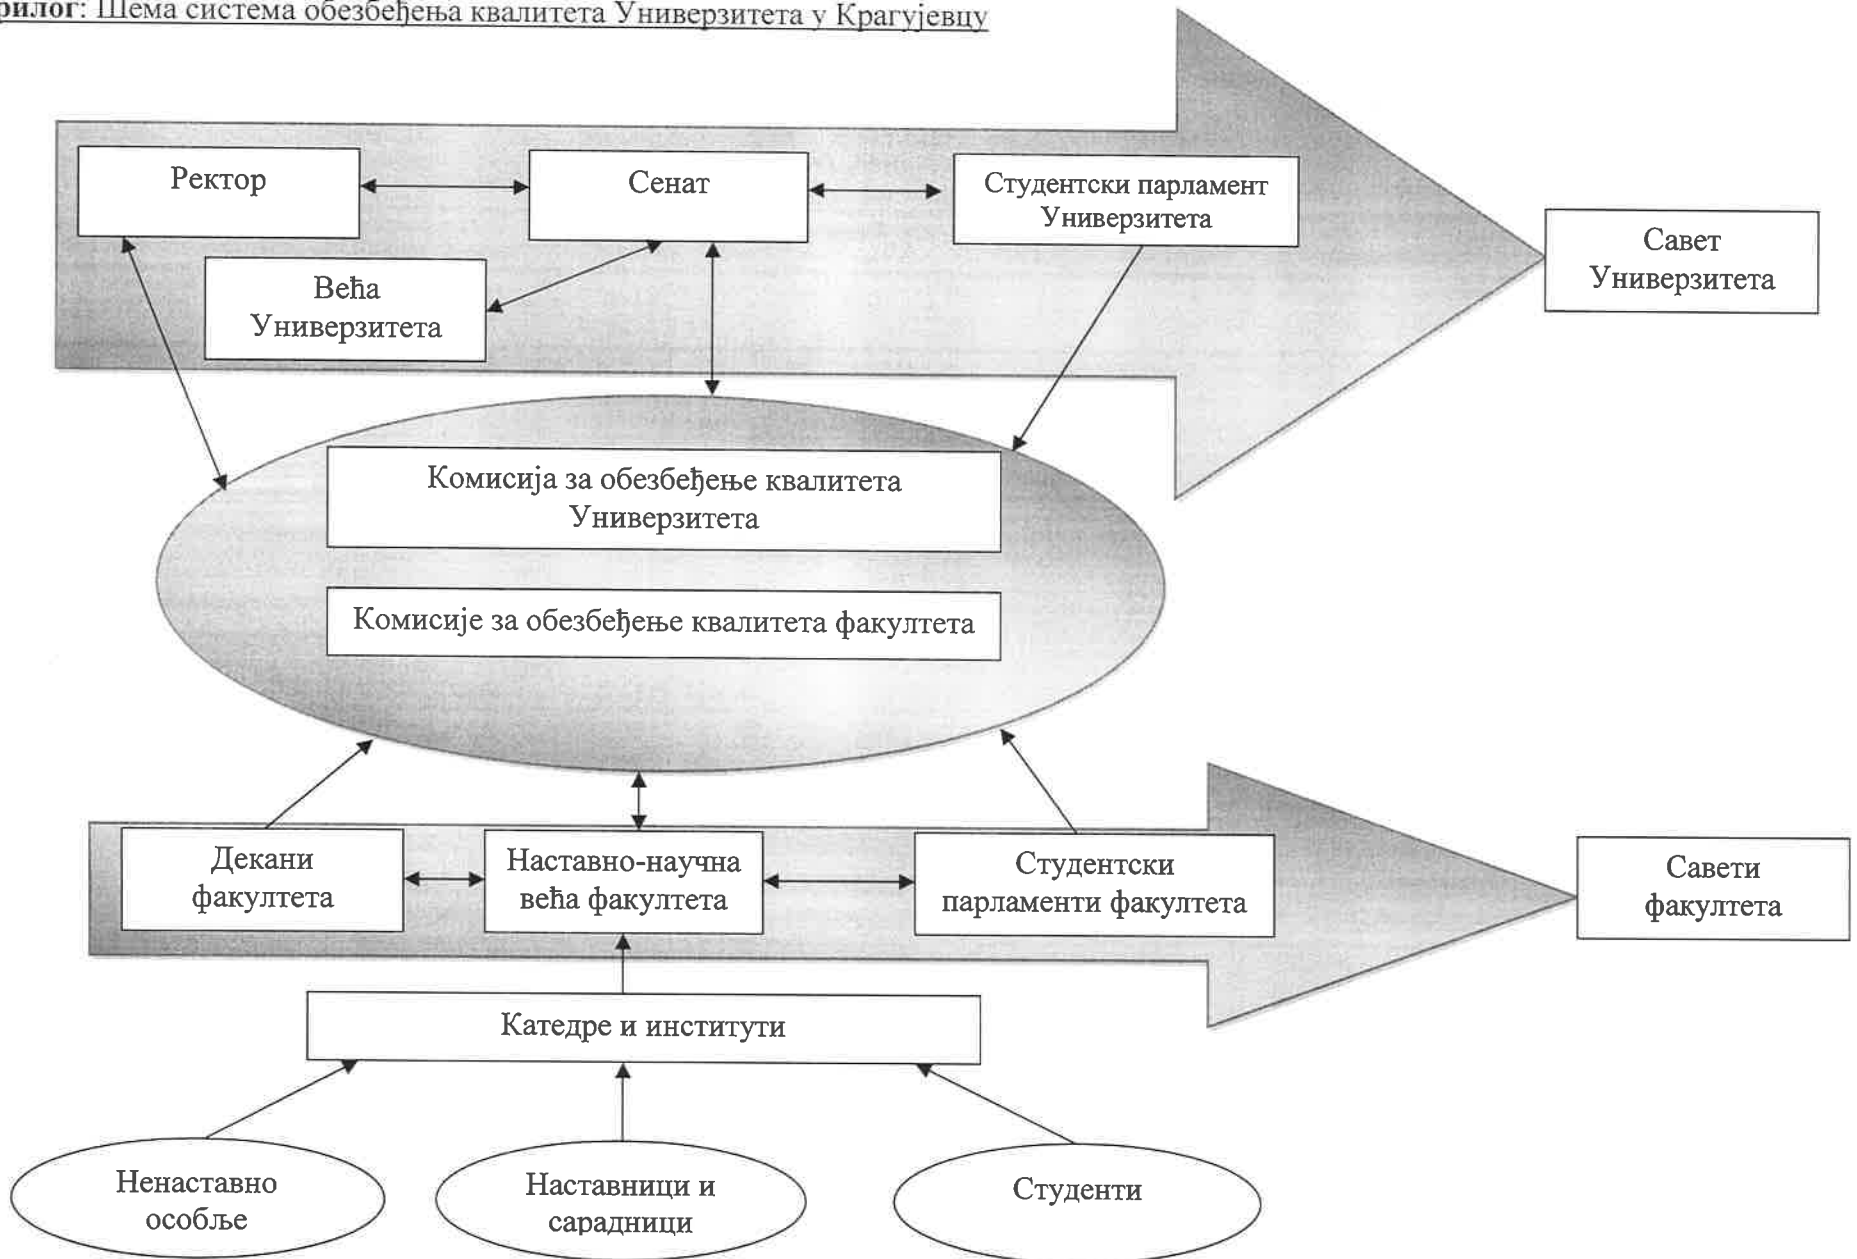 рилог: Шема система обезбеђења квалитета Универзитета у Крагујевцу
Ректор
Сенат
Студентски парламент
Универзитета
Савет
Универзитета
Већа
Универзитета
Комисија за обезбеђење квалитета
Универзитета
Комисије за обезбеђење квалитета факултета
Декани
факултета
Наставно-научна
већа факултета
Студентски
парламенти факултета
Савети
факултета
Катедре и институти
Ненаставно
особље
Наставници и
сарадници
Студенти